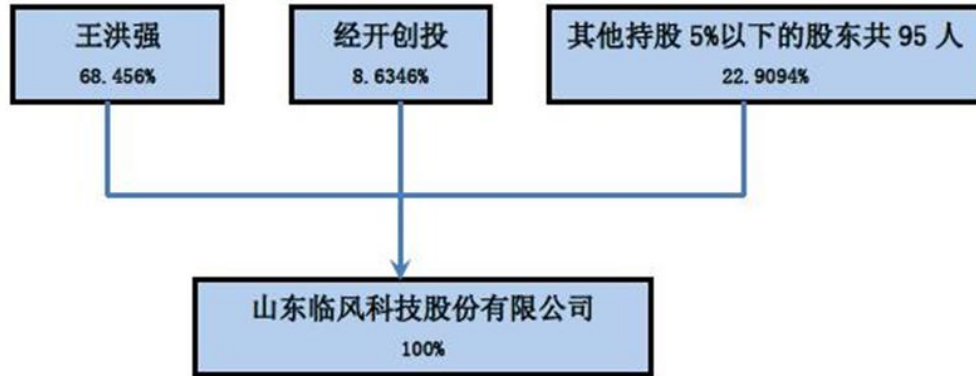 王洪强
68.456%
经开创投
8.6346%
其他持股 5%以下的股东共 95 人
22.9094%
山东临风科技股份有限公司
100%